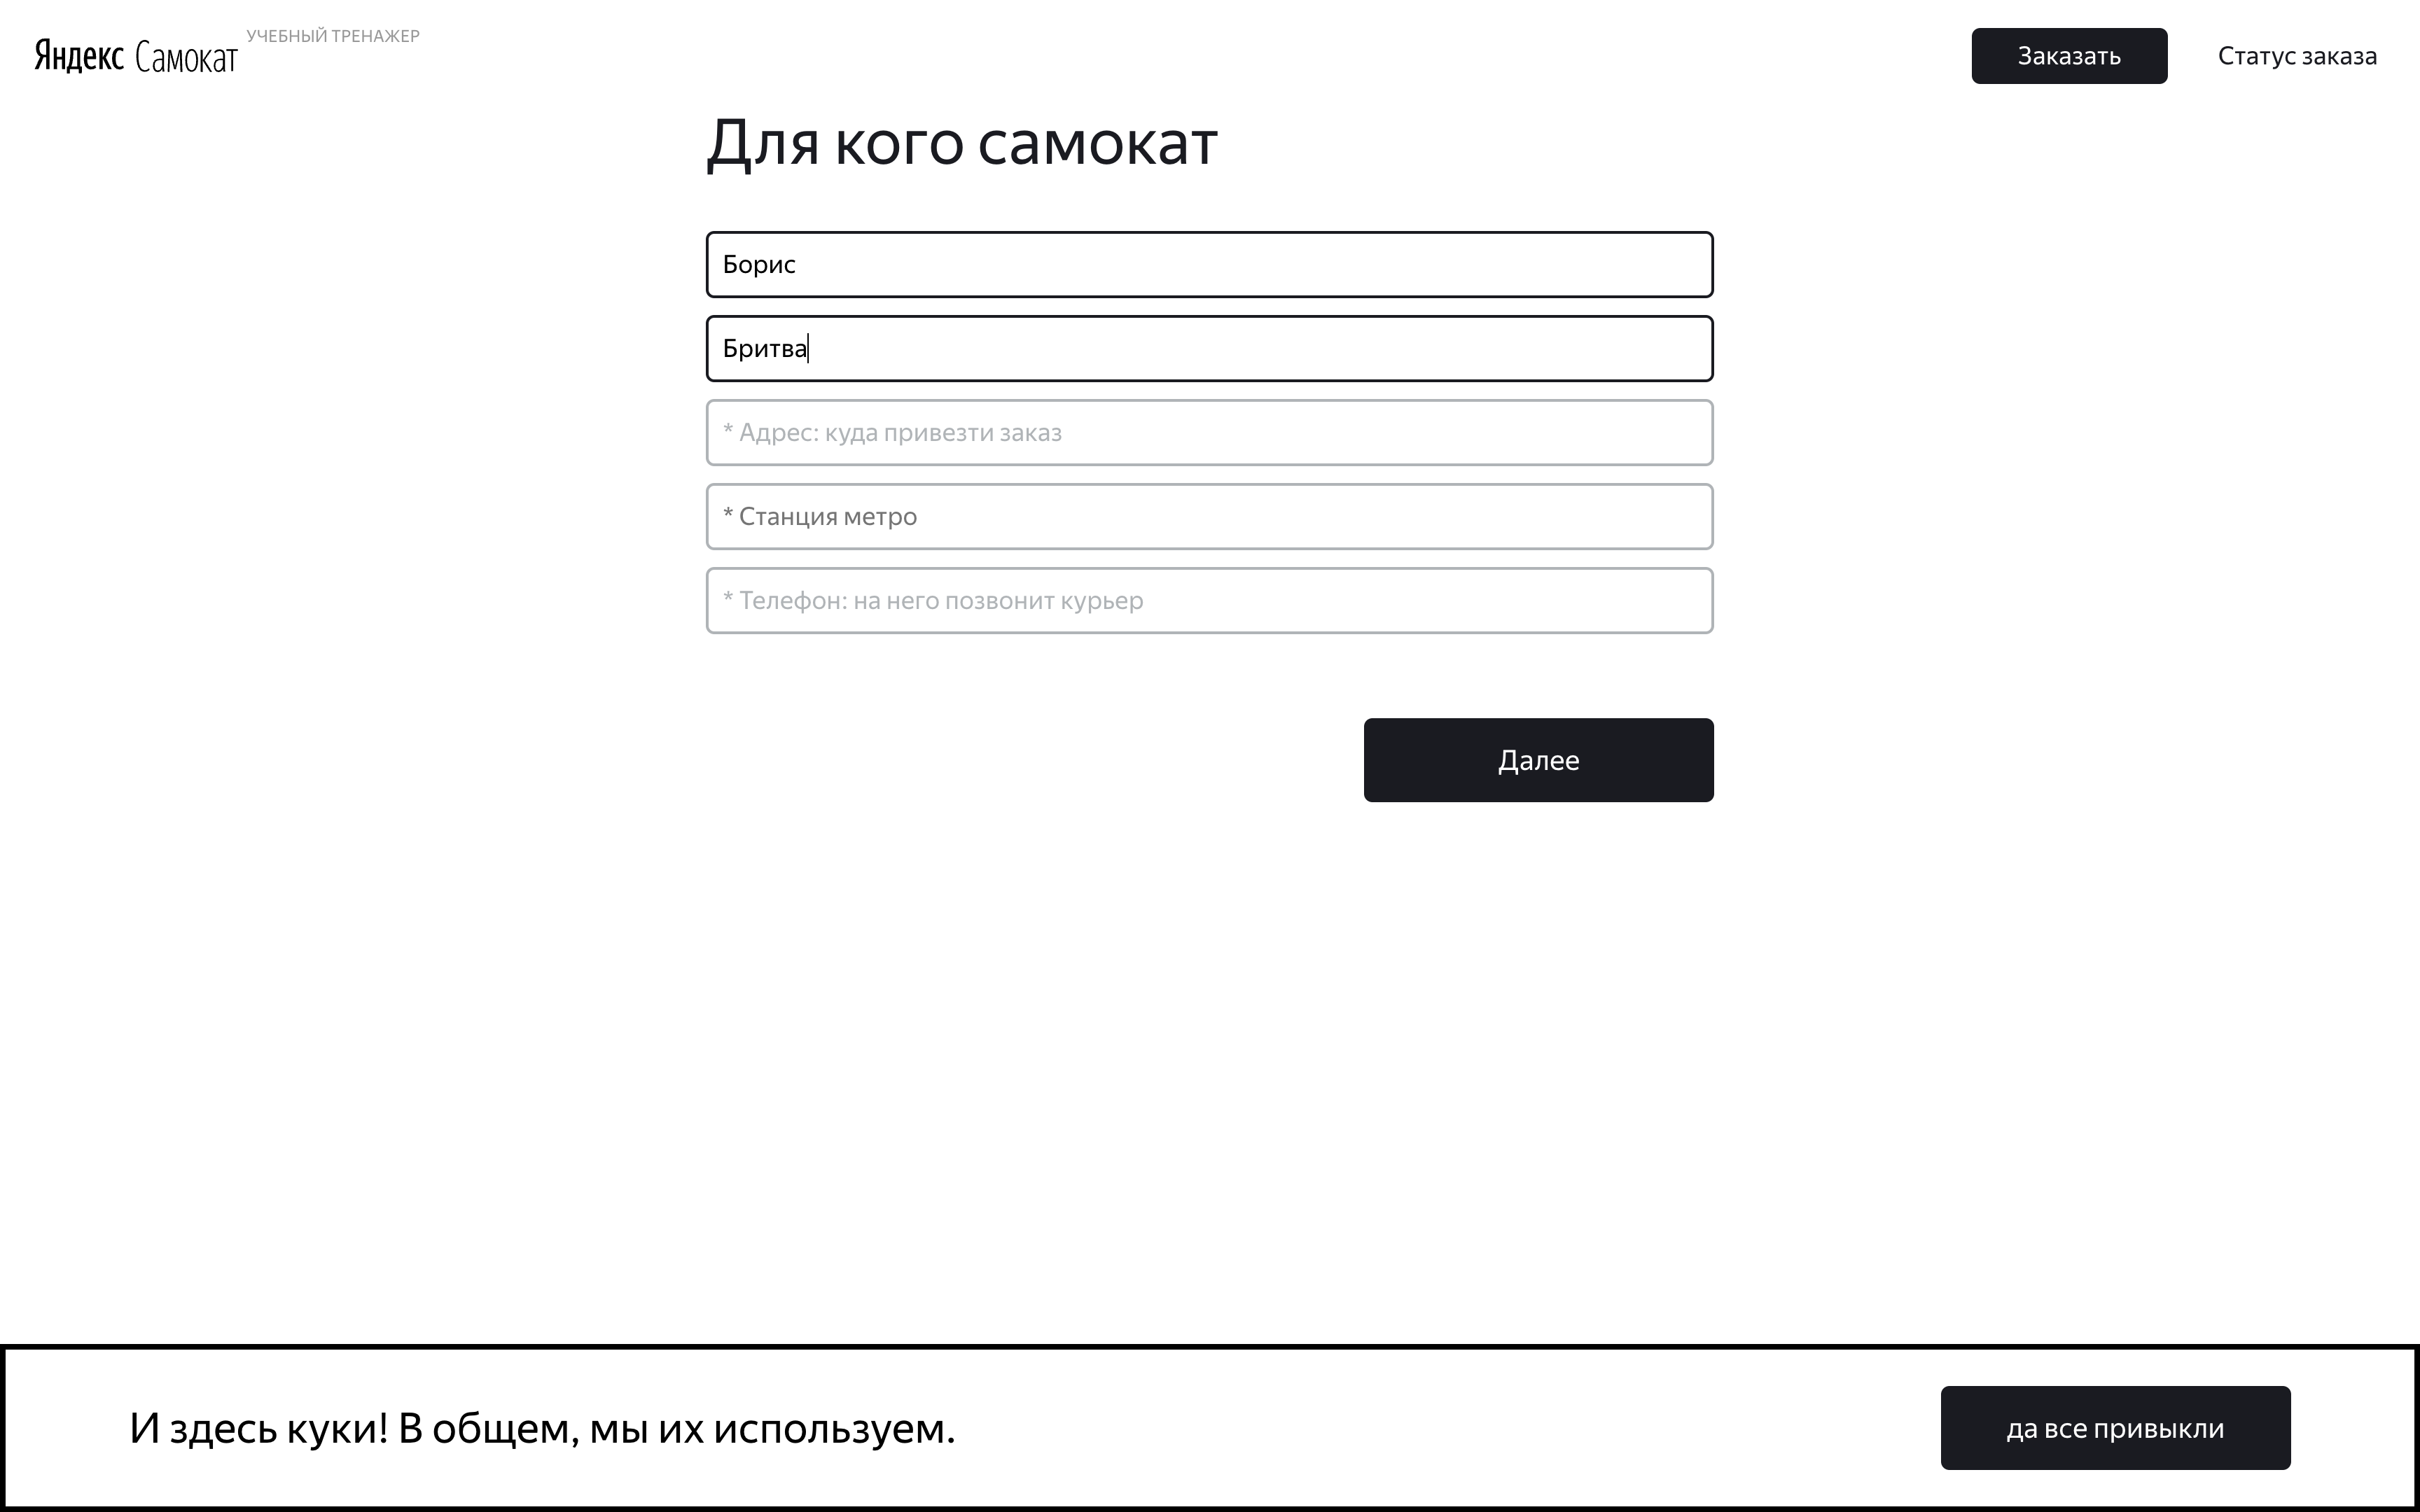 Яндекс Самокат
УЧЕБНЫЙ ТРЕНАЖЕР
Заказать
Статус заказа
Для кого самокат
Борис
Бритва
* Адрес: куда привезти заказ
* Станция метро
* Телефон: на него позвонит курьер
Далее
И здесь куки! В общем, мы их используем.
да все привыкли